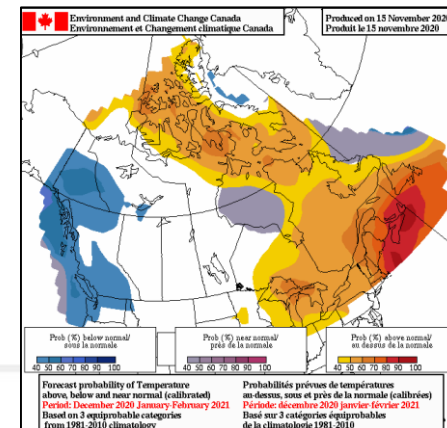 Environment and Climate Change Canada
Environnement et Changement climatique Canada
Produced on 15 November 2020
Produit le 15 novembre 2020
Prob (%) below normal/
sous la normale
40 50 60 70 80 90 100
Prob (%) near normal/
près de la normale
40 50 60 70 80 90 100
Prob (%) above normal/
au dessus de la normale
40 50 60 70 80 90 100
Forecast probability of Temperature
above, below and near normal (calibrated)
Period: December 2020 January-February 2021
Based on 3 equiprobable categories
from 1981-2010 climatology
Probabilités prévues de températures
au-dessus, sous et près de la normale (calibrées)
Période: décembre 2020 janvier-février 2021
Basé sur 3 catégories équiprobables
de la climatologie 1981-2010